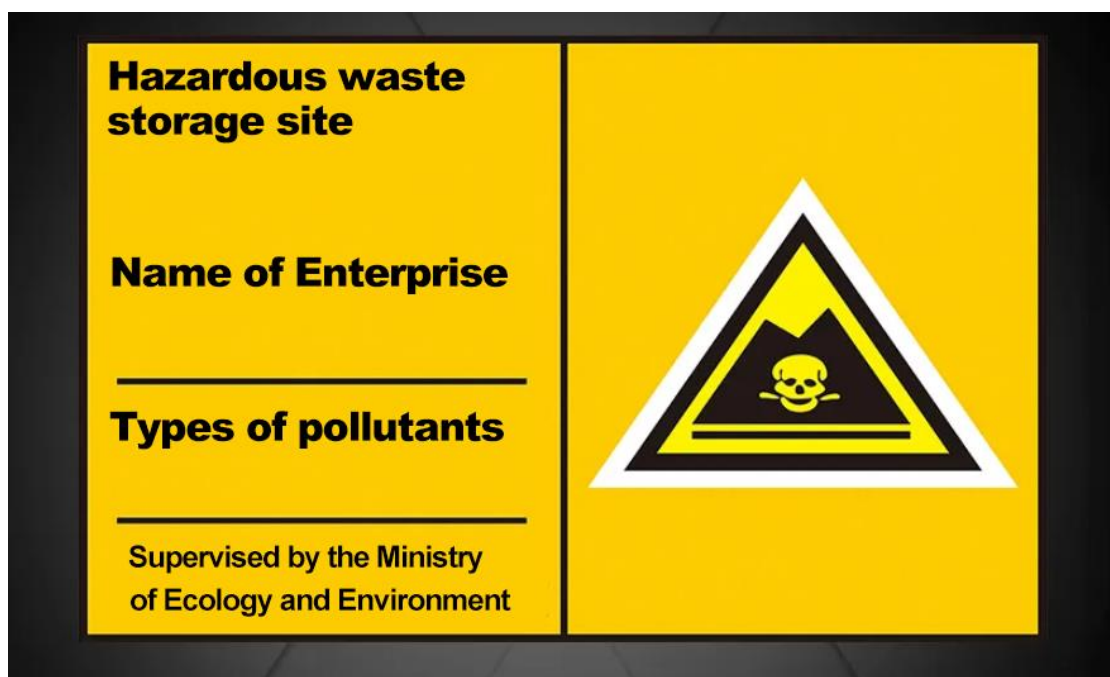 Hazardous waste
storage site
Name of Enterprise
Types of pollutants
Supervised by the Ministry
of Ecology and Environment